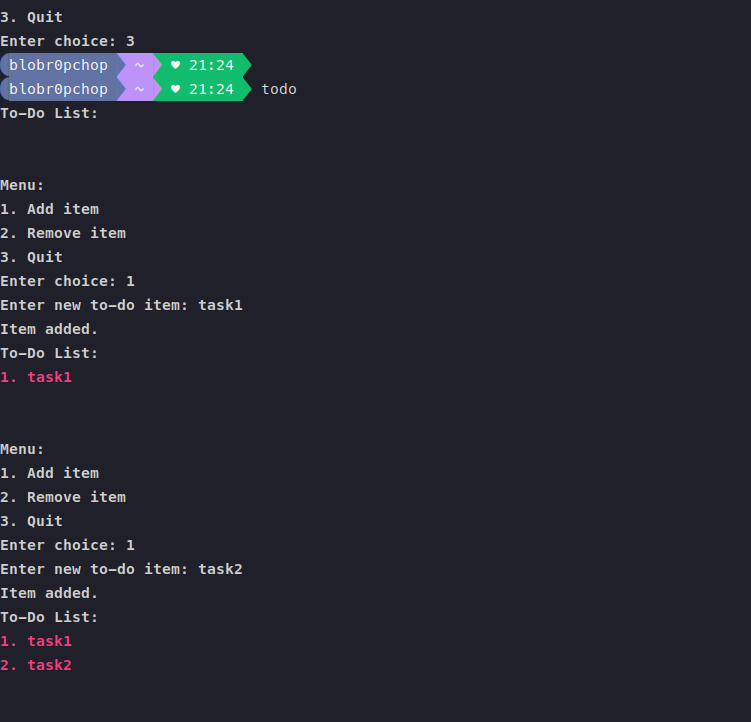 3. Quit
Enter choice: 3
blobr0pchop ~ ♥ 21:24
blobr0pchop ~ ♥ 21:24 todo
To-Do List:
Menu:
1. Add item
2. Remove item
3. Quit
Enter choice: 1
Enter new to-do item: task1
Item added.
To-Do List:
1. task1
Menu:
1. Add item
2. Remove item
3. Quit
Enter choice: 1
Enter new to-do item: task2
Item added.
To-Do List:
1. task1
2. task2